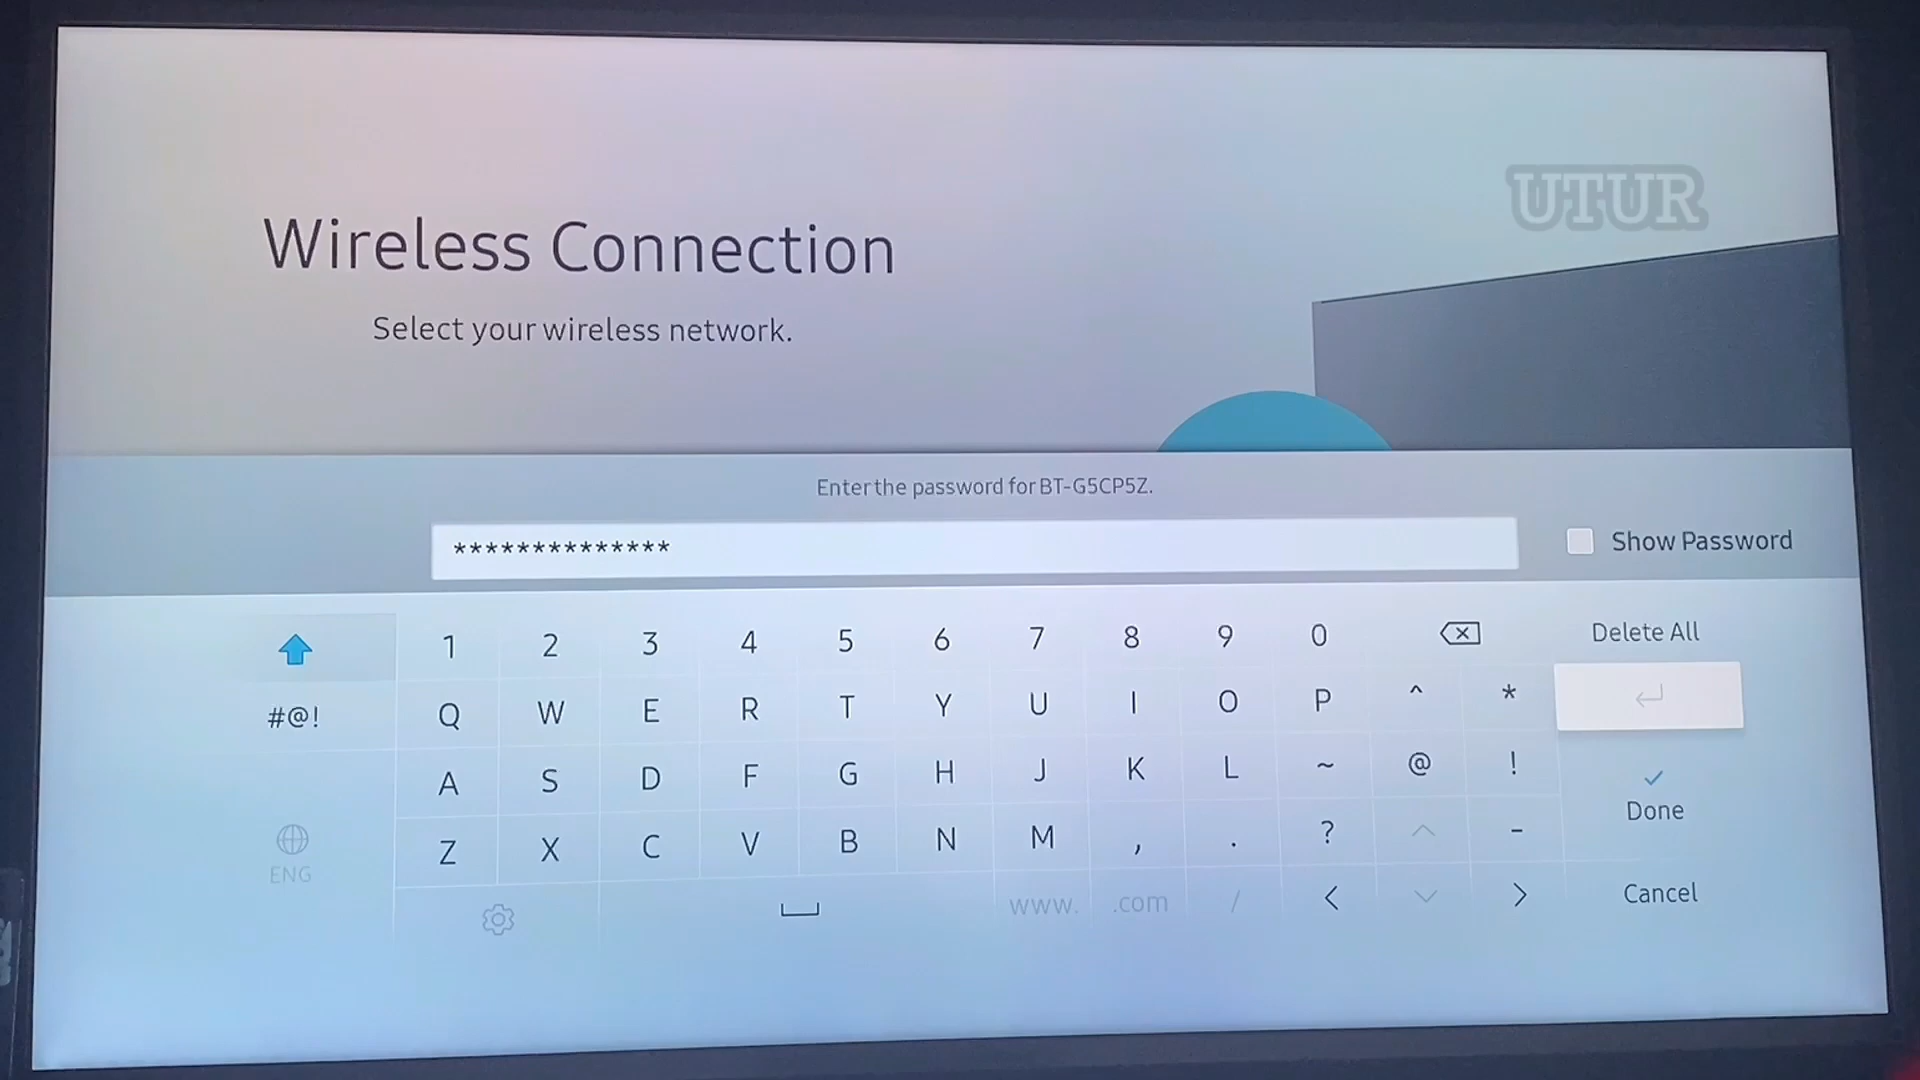 UTUR
Wireless Connection
Select your wireless network.
Enter the password for BT-G5CP5Z.
************** Show Password
1 2 3 4 5 6 7 8 9 0 Delete All
#@! Q W E R T Y U I O P ^ *
A S D F G H J K L ~ @ !
Done
Z X C V B N M , . ? -
ENG
www. .com / < > Cancel